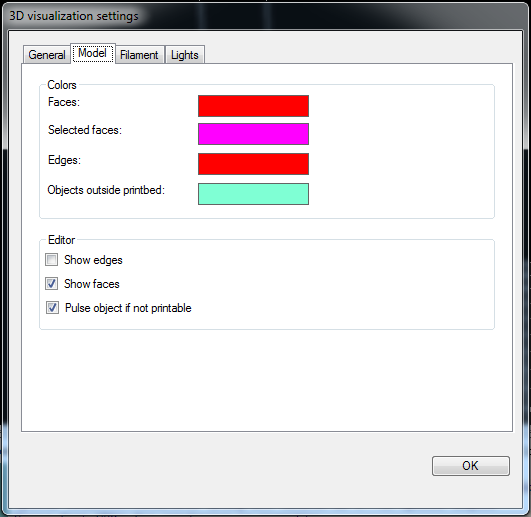 3D visualization settings
General Model Filament Lights
Colors
Faces:
Selected faces:
Edges:
Objects outside printbed:
Editor
Show edges
Show faces
Pulse object if not printable
OK